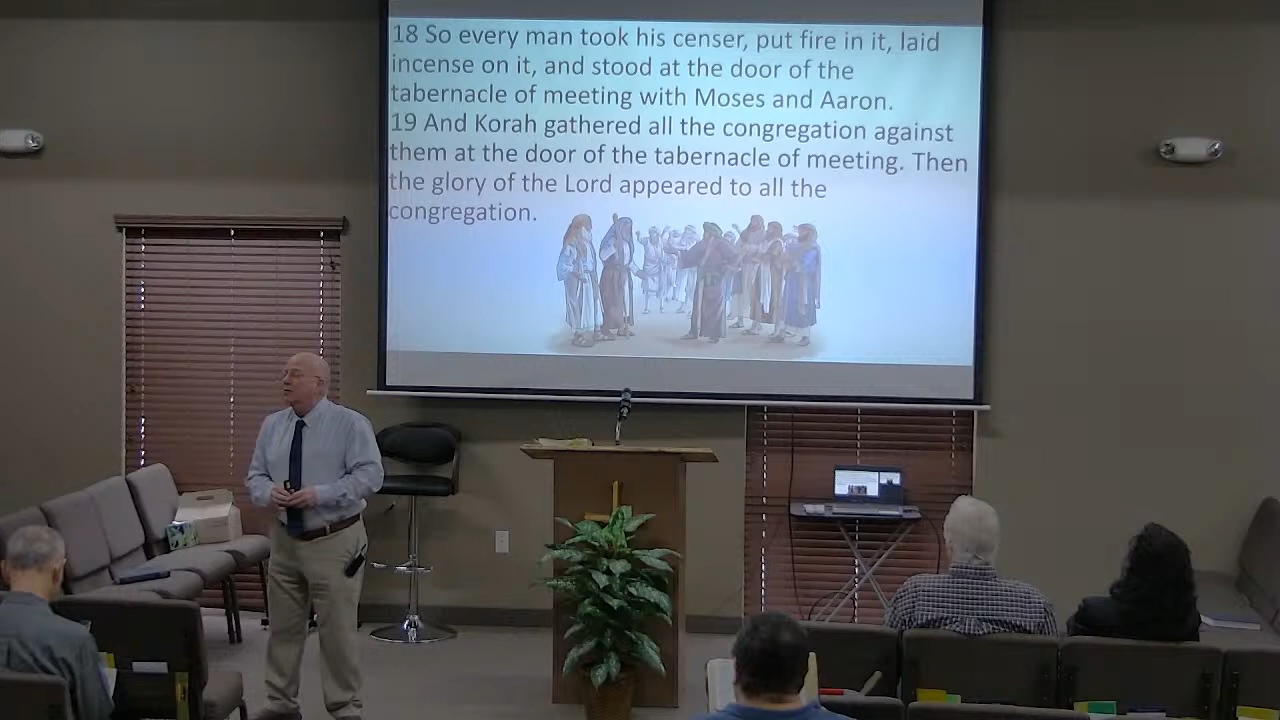 18 So every man took his censer, put fire in it, laid
incense on it, and stood at the door of the
tabernacle of meeting with Moses and Aaron.
19 And Korah gathered all the congregation against
them at the door of the tabernacle of meeting. Then
the glory of the Lord appeared to all the
congregation.